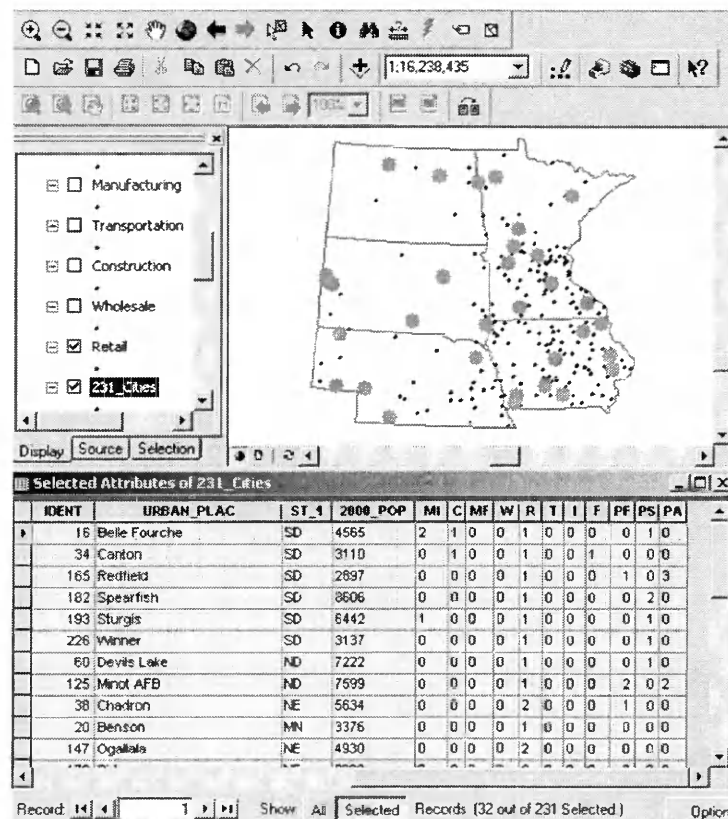 1:16,238,435
100%
Manufacturing
Transportation
Construction
Wholesale
Retail
231_Cities
Display Source Selection
Selected Attributes of 231_Cities
IDENT URBAN_PLAC ST_1 2000_POP MI C MF W R T I F PF PS PA
16 Belle Fourche SD 4565 2 1 0 0 1 0 0 0 0 1 0
34 Canton SD 3110 0 1 0 0 1 0 0 1 0 0 0
165 Redfield SD 2897 0 0 0 0 1 0 0 0 1 0 3
182 Spearfish SD 8606 0 0 0 0 1 0 0 0 0 2 0
193 Sturgis SD 6442 1 0 0 0 1 0 0 0 0 1 0
226 Winner SD 3137 0 0 0 0 1 0 0 0 0 1 0
60 Devils Lake ND 7222 0 0 0 0 1 0 0 0 0 1 0
125 Minot AFB ND 7599 0 0 0 0 1 0 0 0 2 0 2
38 Chadron NE 5634 0 0 0 0 2 0 0 0 1 0 0
20 Benson MN 3376 0 0 0 0 1 0 0 0 0 0 0
147 Ogallala NE 4930 0 0 0 0 2 0 0 0 0 0 0
Record: 1 Show: All Selected Records (32 out of 231 Selected.) Option